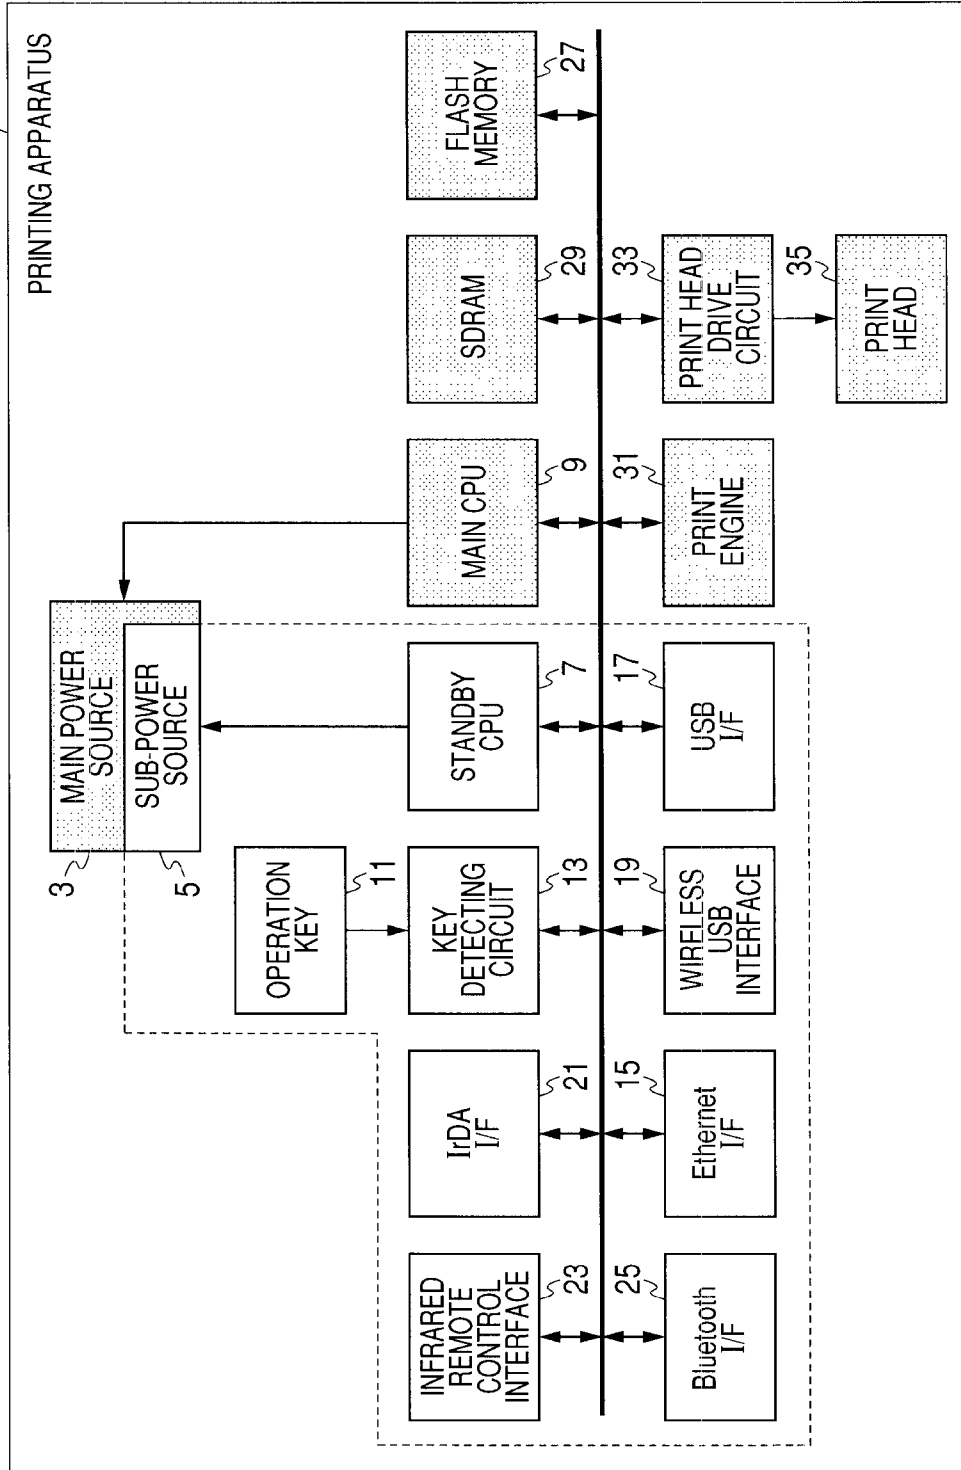 PRINTING APPARATUS
MAIN POWER
SOURCE
3
SUB-POWER
SOURCE
5
OPERATION
KEY
11
INFRARED
REMOTE
CONTROL
INTERFACE
23
IrDA
I/F
21
KEY
DETECTING
CIRCUIT
13
STANDBY
CPU
7
MAIN CPU
9
SDRAM
29
FLASH
MEMORY
27
Bluetooth
I/F
25
Ethernet
I/F
15
WIRELESS
USB
INTERFACE
19
USB
I/F
17
PRINT
ENGINE
31
PRINT HEAD
DRIVE
CIRCUIT
33
PRINT
HEAD
35